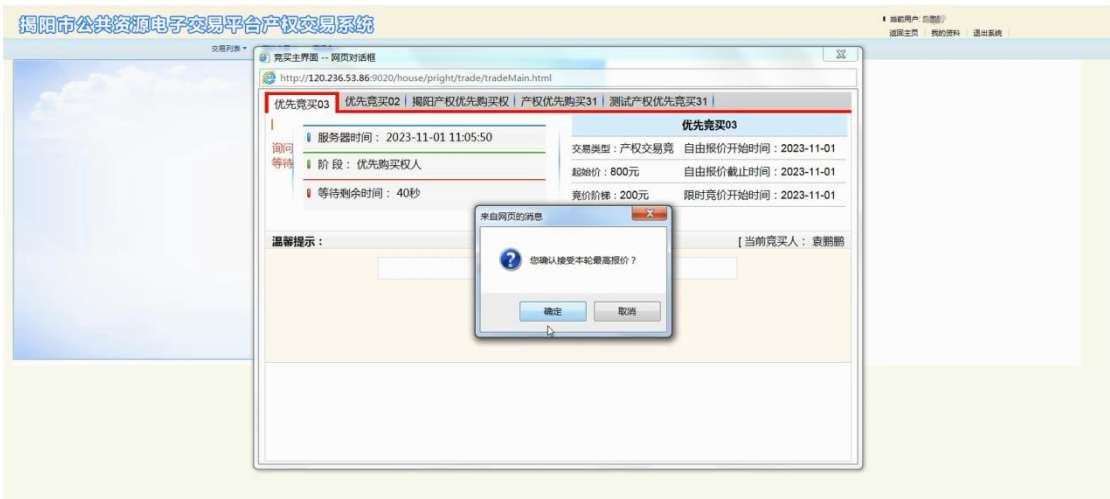 揭阳市公共资源电子交易平台产权交易系统
当前用户:
返回主页 我的资料 退出系统
交易列表
竞买主界面 -- 网页对话框
http://120.236.53.86:9020/house/pright/trade/tradeMain.html
优先竞买03 优先竞买02 揭阳产权优先购买权 产权优先购买31 测试产权优先竞买31
询问
等待
服务器时间: 2023-11-01 11:05:50
阶 段: 优先购买权人
等待剩余时间: 40秒
优先竞买03
交易类型:产权交易竞 自由报价开始时间:2023-11-01
起始价:800元 自由报价截止时间:2023-11-01
竞价阶梯:200元 限时竞价开始时间:2023-11-01
温馨提示:
[当前竞买人: 袁鹏鹏
来自网页的消息
您确认接受本轮最高报价?
确定 取消